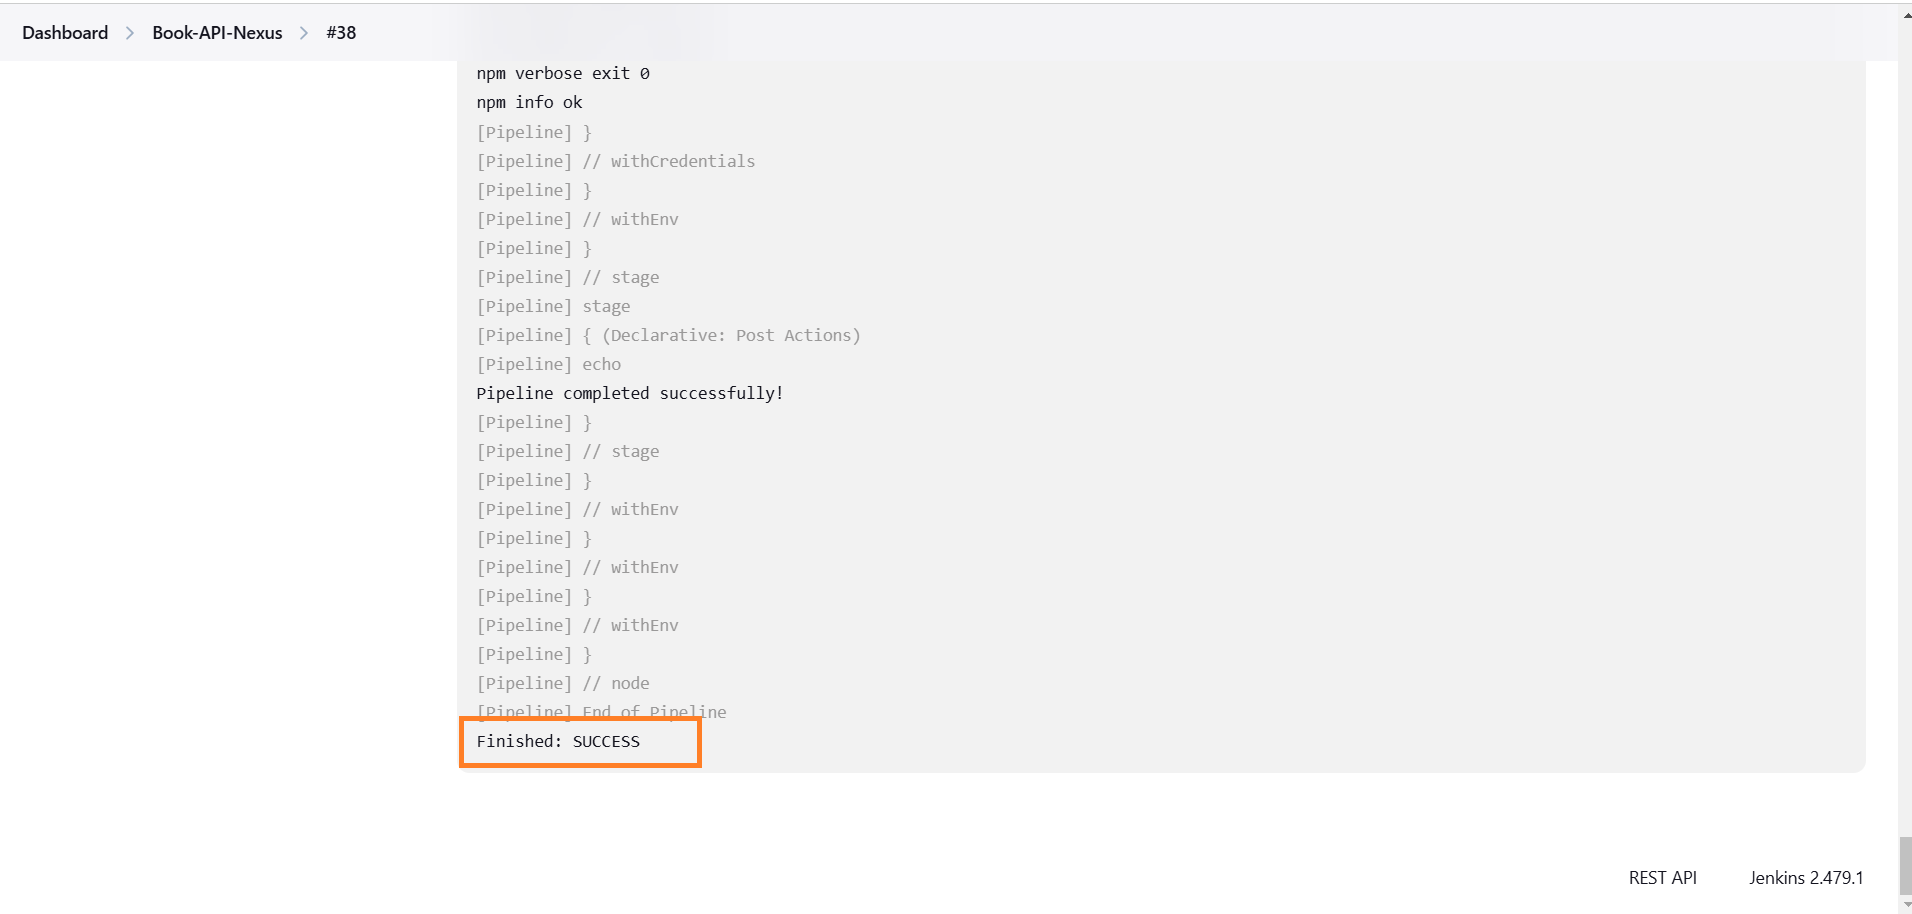 Dashboard > Book-API-Nexus > #38
npm verbose exit 0
npm info ok
[Pipeline] }
[Pipeline] // withCredentials
[Pipeline] }
[Pipeline] // withEnv
[Pipeline] }
[Pipeline] // stage
[Pipeline] stage
[Pipeline] { (Declarative: Post Actions)
[Pipeline] echo
Pipeline completed successfully!
[Pipeline] }
[Pipeline] // stage
[Pipeline] }
[Pipeline] // withEnv
[Pipeline] }
[Pipeline] // withEnv
[Pipeline] }
[Pipeline] // withEnv
[Pipeline] }
[Pipeline] // node
[Pipeline] End of Pipeline
Finished: SUCCESS
REST API Jenkins 2.479.1